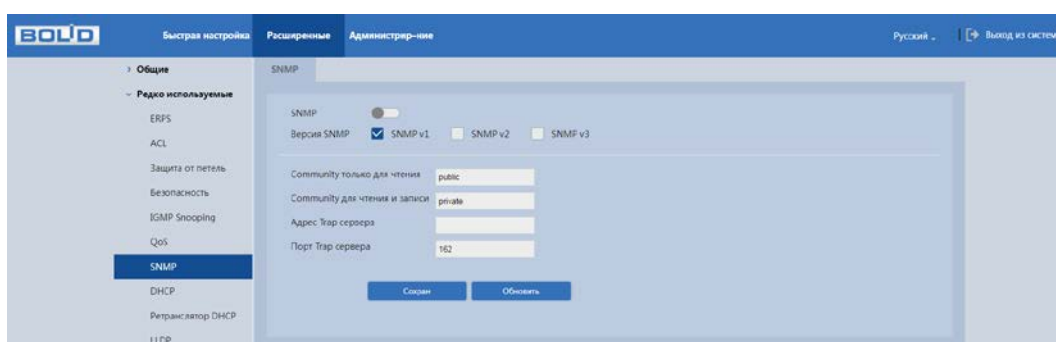 BOLID Быстрая настройка Расширенные Администрир-ние Русский Выход из систем
Общие
SNMP
Редко используемые
ERPS
ACL
Защита от петель
Безопасность
IGMP Snooping
QoS
SNMP
DHCP
Ретранслятор DHCP
LLDP
SNMP
Версия SNMP SNMP v1 SNMP v2 SNMP v3
Community только для чтения public
Community для чтения и записи private
Адрес Trap сервера
Порт Trap сервера 162
Сохран Обновить